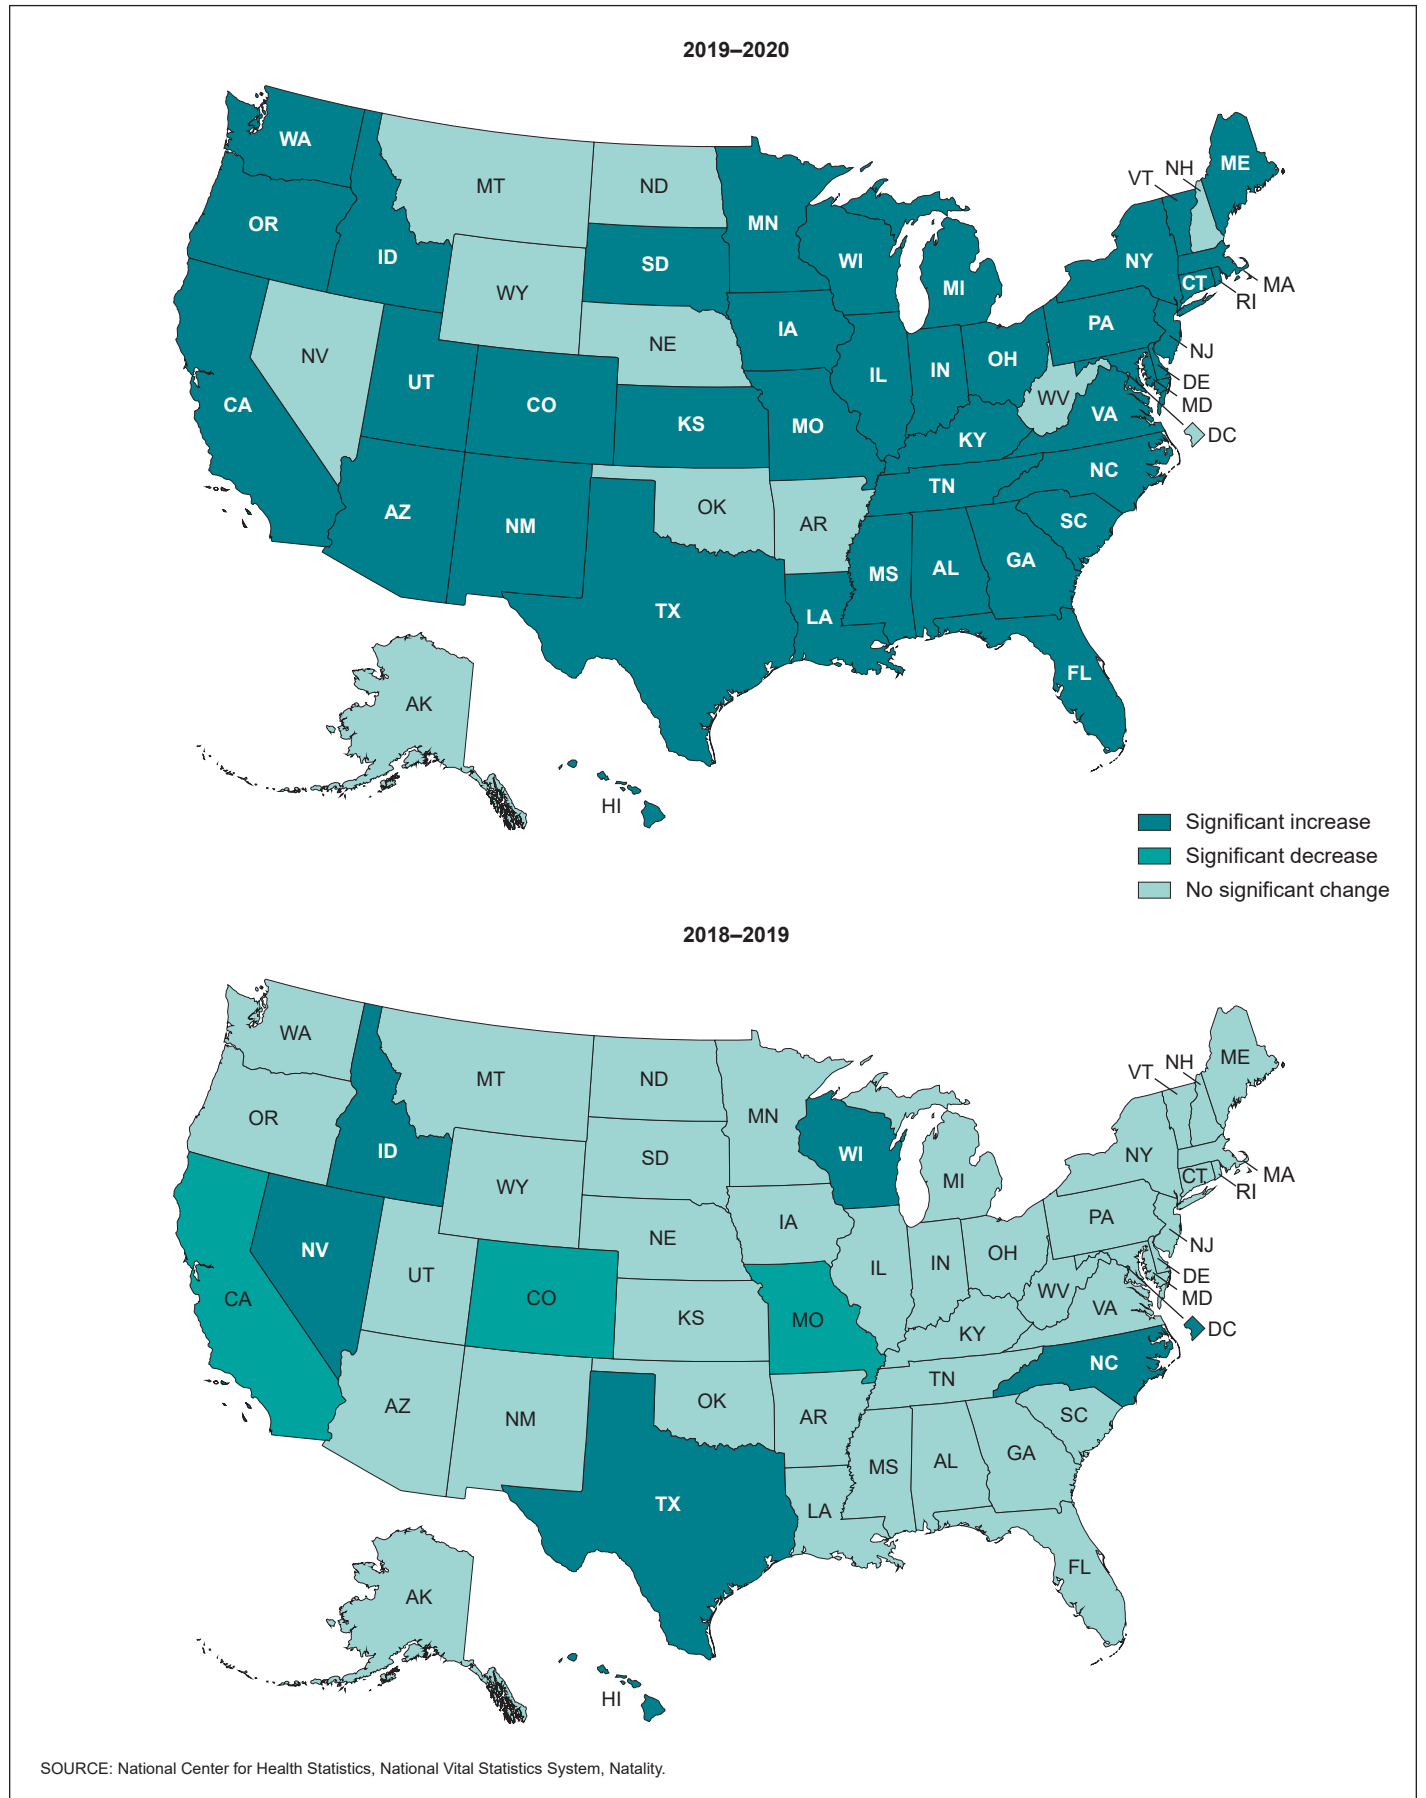 2019–2020
WA
MT
ND
MN
VT
NH
ME
OR
ID
SD
WI
NY
MA
WY
MI
CT
RI
NV
NE
IA
PA
NJ
UT
CO
IL
IN
OH
DE
CA
KS
MO
WV
VA
MD
DC
KY
AZ
NM
OK
AR
TN
NC
SC
TX
LA
MS
AL
GA
FL
AK
HI
Significant increase
Significant decrease
No significant change
2018–2019
WA
MT
ND
MN
VT
NH
ME
OR
ID
SD
WI
NY
MA
WY
MI
CT
RI
NV
NE
IA
PA
NJ
UT
CO
IL
IN
OH
DE
CA
KS
MO
WV
VA
MD
DC
KY
AZ
NM
OK
AR
TN
NC
SC
TX
LA
MS
AL
GA
FL
AK
HI
SOURCE: National Center for Health Statistics, National Vital Statistics System, Natality.